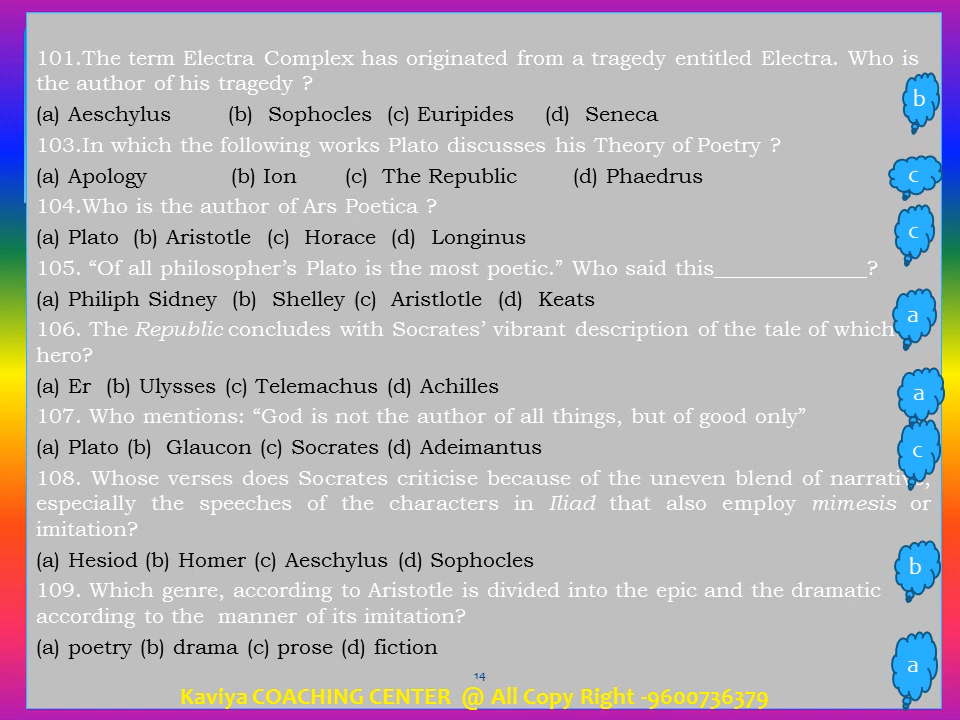 101.The term Electra Complex has originated from a tragedy entitled Electra. Who is
the author of his tragedy ?
b
(a) Aeschylus (b) Sophocles (c) Euripides (d) Seneca
103.In which the following works Plato discusses his Theory of Poetry ?
(a) Apology (b) Ion (c) The Republic (d) Phaedrus
c
104.Who is the author of Ars Poetica ?
(a) Plato (b) Aristotle (c) Horace (d) Longinus
c
105. “Of all philosopher’s Plato is the most poetic.” Who said this______________?
(a) Philiph Sidney (b) Shelley (c) Aristlotle (d) Keats
a
106. The Republic concludes with Socrates’ vibrant description of the tale of which
hero?
(a) Er (b) Ulysses (c) Telemachus (d) Achilles
a
107. Who mentions: “God is not the author of all things, but of good only”
(a) Plato (b) Glaucon (c) Socrates (d) Adeimantus
c
108. Whose verses does Socrates criticise because of the uneven blend of narrative,
especially the speeches of the characters in Iliad that also employ mimesis or
imitation?
(a) Hesiod (b) Homer (c) Aeschylus (d) Sophocles
b
109. Which genre, according to Aristotle is divided into the epic and the dramatic
according to the manner of its imitation?
(a) poetry (b) drama (c) prose (d) fiction
a
14
Kaviya COACHING CENTER @ All Copy Right -9600736379